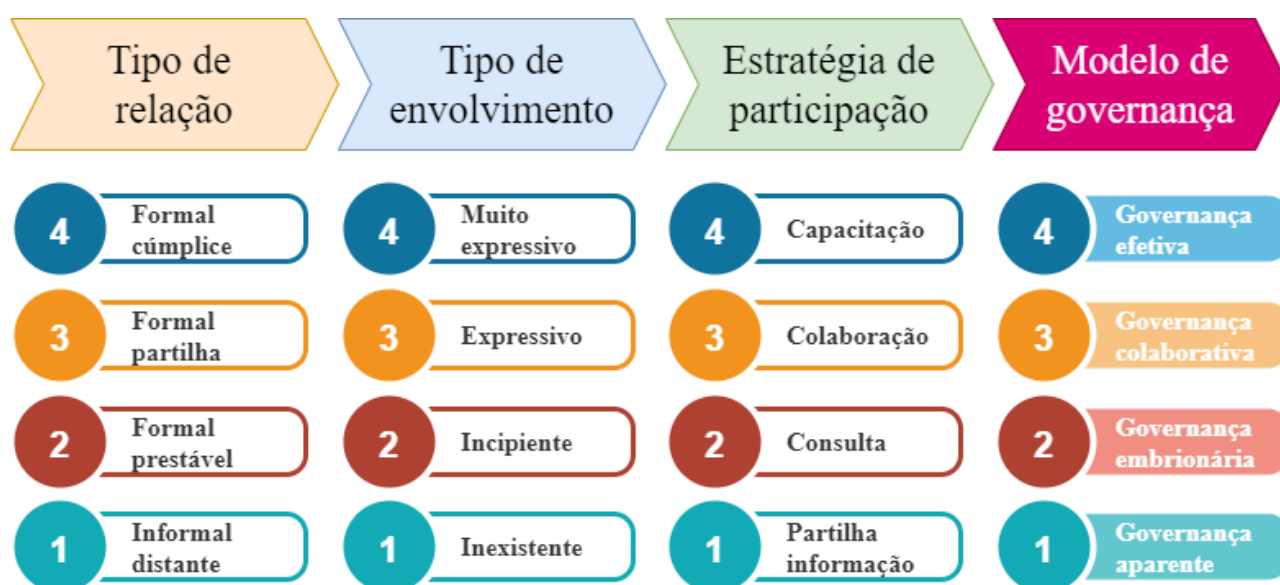 Tipo de
relação
Tipo de
envolvimento
Estratégia de
participação
Modelo de
governança
4
Formal
cúmplice
4
Muito
expressivo
4
Capacitação
4
Governança
efetiva
3
Formal
partilha
3
Expressivo
3
Colaboração
3
Governança
colaborativa
2
Formal
prestável
2
Incipiente
2
Consulta
2
Governança
embrionária
1
Informal
distante
1
Inexistente
1
Partilha
informação
1
Governança
aparente